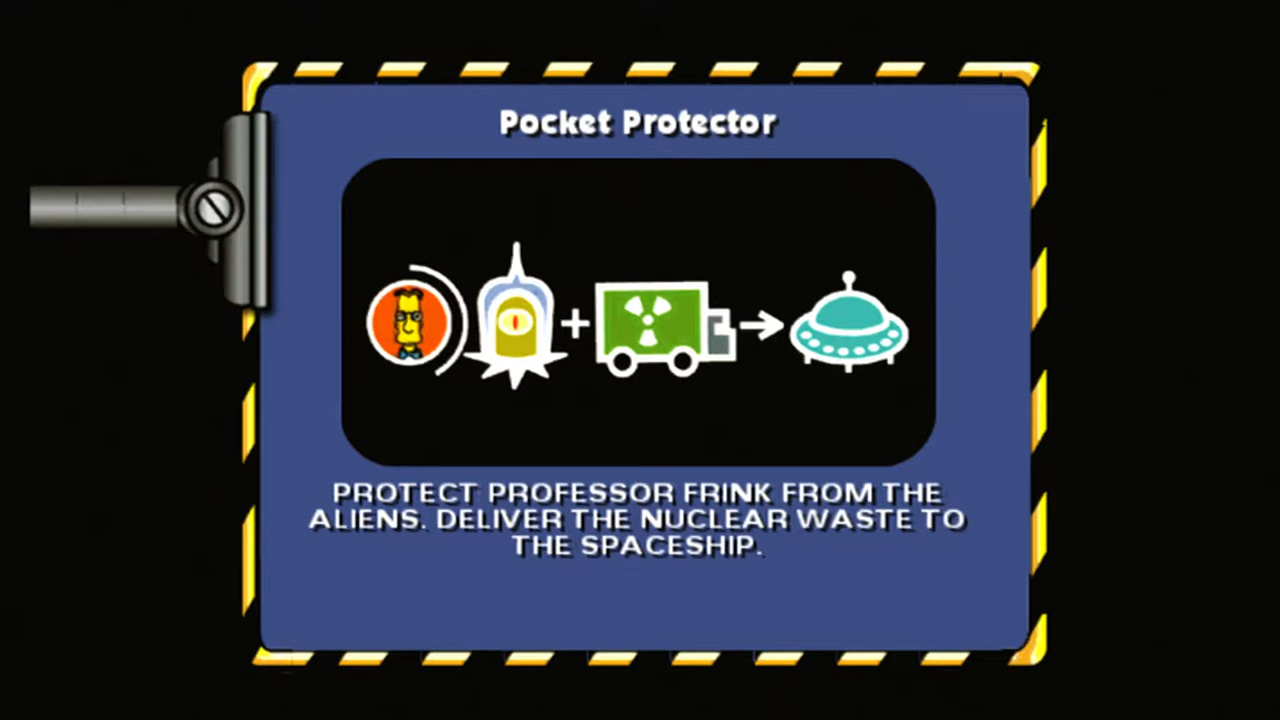 Pocket Protector
PROTECT PROFESSOR FRINK FROM THE
ALIENS. DELIVER THE NUCLEAR WASTE TO
THE SPACESHIP.